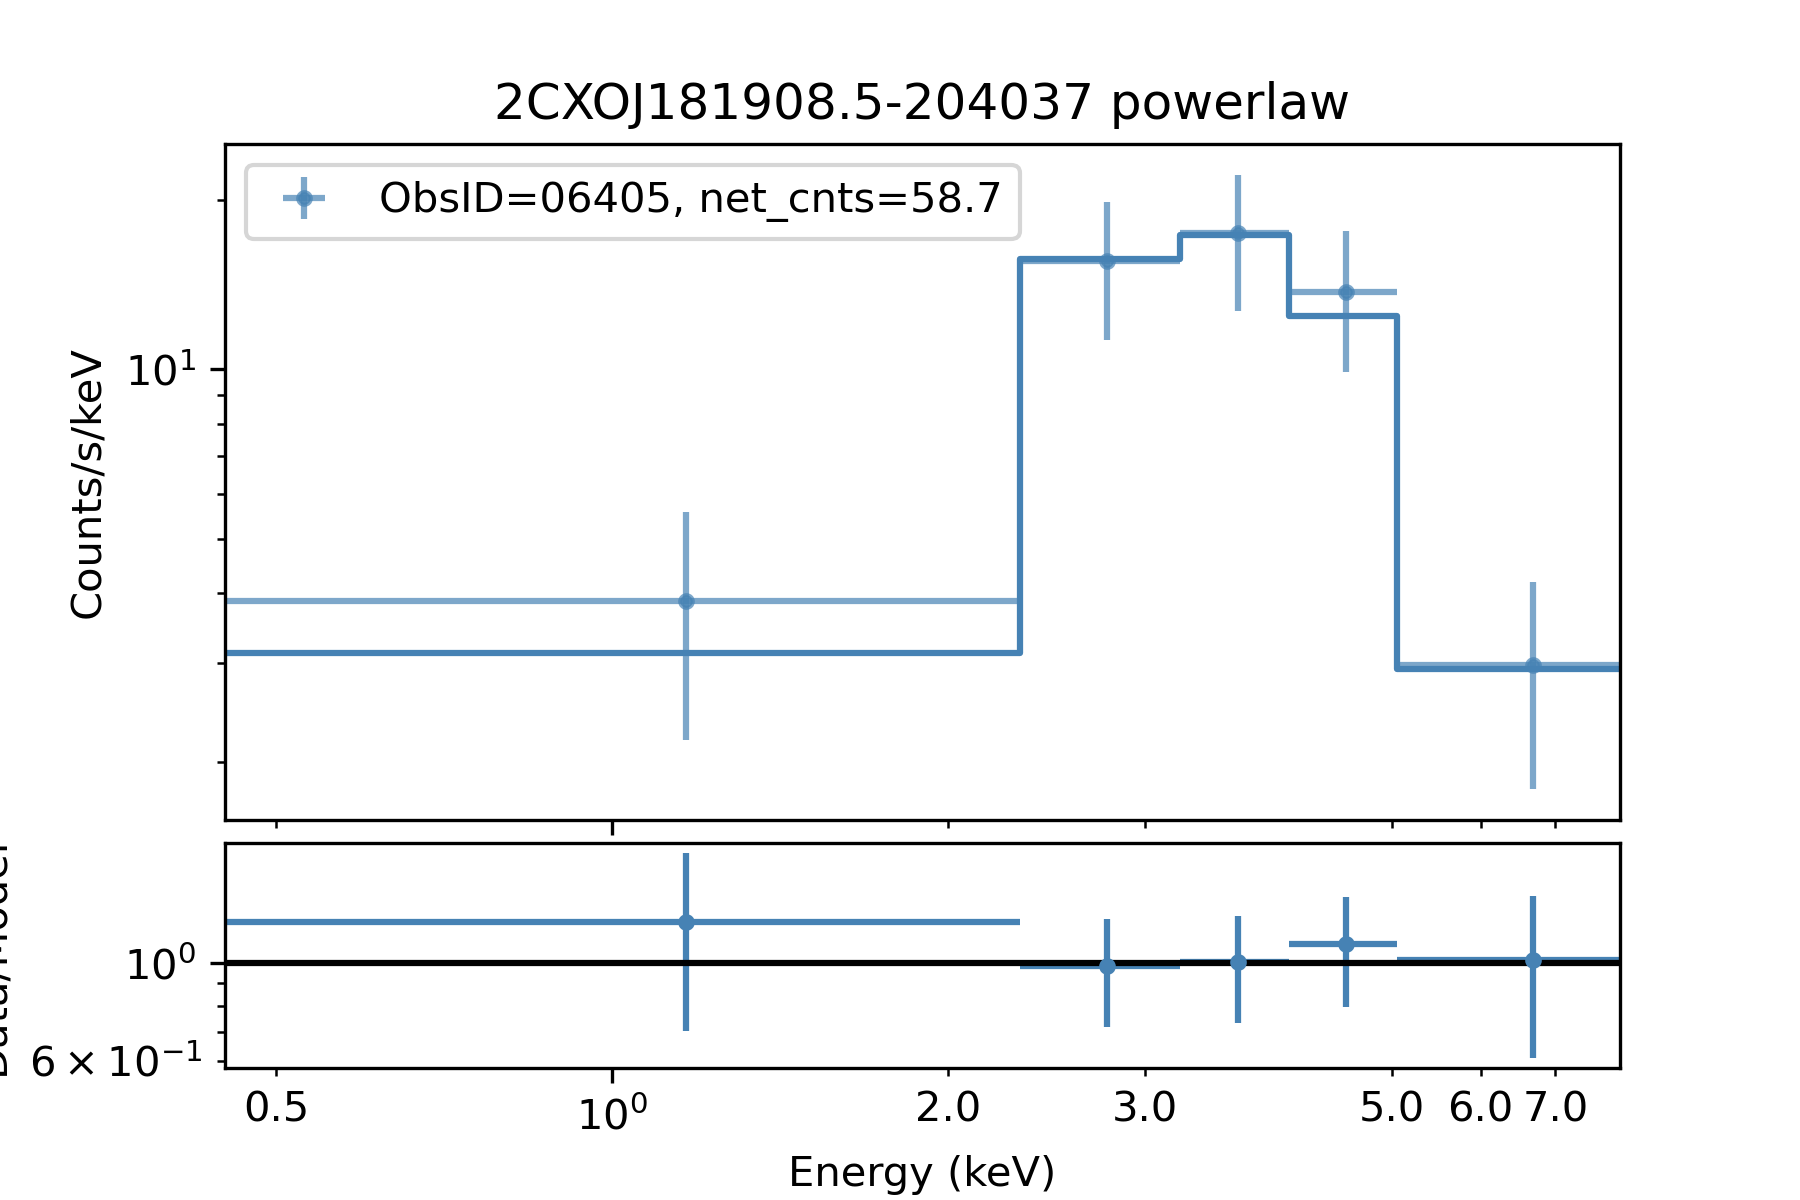 2CXOJ181908.5-204037 powerlaw
ObsID=06405, net_cnts=58.7
Counts/s/keV
10¹
10⁰
6 × 10⁻¹
0.5 10⁰ 2.0 3.0 5.0 6.0 7.0
Energy (keV)